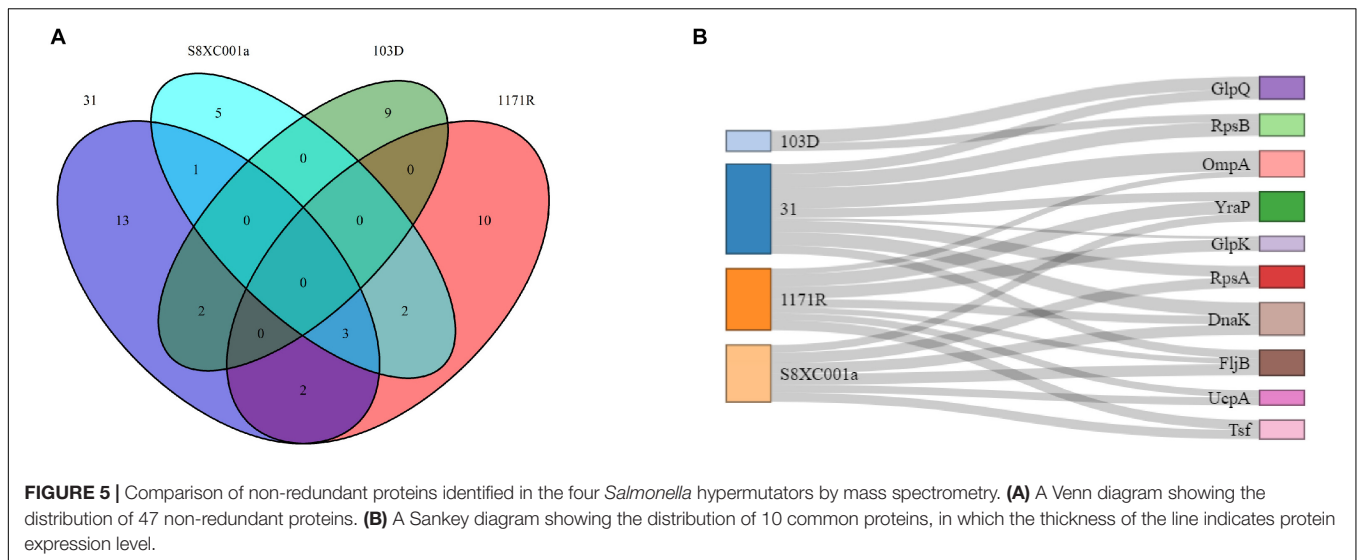 A
S8XC001a
103D
31
1171R
5
9
1
0
0
13
0
0
10
0
2
0
3
2
2
B
103D
31
1171R
S8XC001a
GlpQ
RpsB
OmpA
YraP
GlpK
RpsA
DnaK
FljB
UcpA
Tsf
FIGURE 5 | Comparison of non-redundant proteins identified in the four Salmonella hypermutators by mass spectrometry. (A) A Venn diagram showing the
distribution of 47 non-redundant proteins. (B) A Sankey diagram showing the distribution of 10 common proteins, in which the thickness of the line indicates protein
expression level.